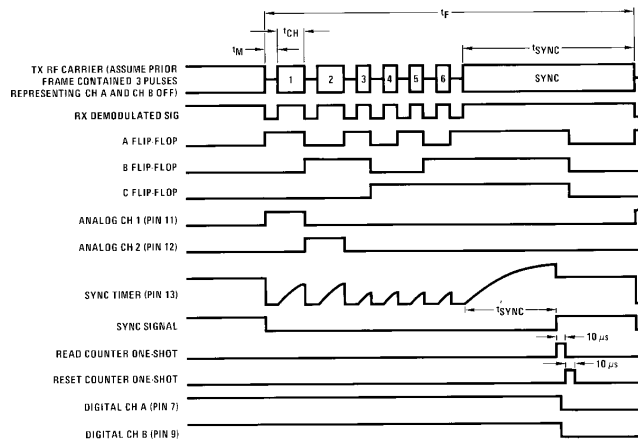 tF
tCH
tM
tSYNC
TX RF CARRIER (ASSUME PRIOR
FRAME CONTAINED 3 PULSES
REPRESENTING CH A AND CH B OFF)
1 2 3 4 5 6 SYNC
RX DEMODULATED SIG
A FLIP-FLOP
B FLIP-FLOP
C FLIP-FLOP
ANALOG CH 1 (PIN 11)
ANALOG CH 2 (PIN 12)
SYNC TIMER (PIN 13)
t'SYNC
SYNC SIGNAL
10 μs
READ COUNTER ONE-SHOT
10 μs
RESET COUNTER ONE-SHOT
DIGITAL CH A (PIN 7)
DIGITAL CH B (PIN 9)